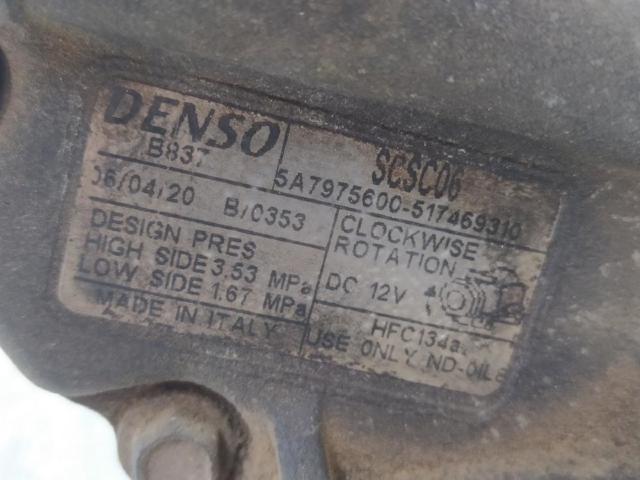 DENSO
B837
SCSC06
5A7975600-517469310
06/04/20 B/0353
CLOCKWISE
ROTATION
DESIGN PRES
HIGH SIDE 3.53 MPa
LOW SIDE 1.67 MPa
DC 12V
MADE IN ITALY
HFC134a
USE ONLY ND-OIL8